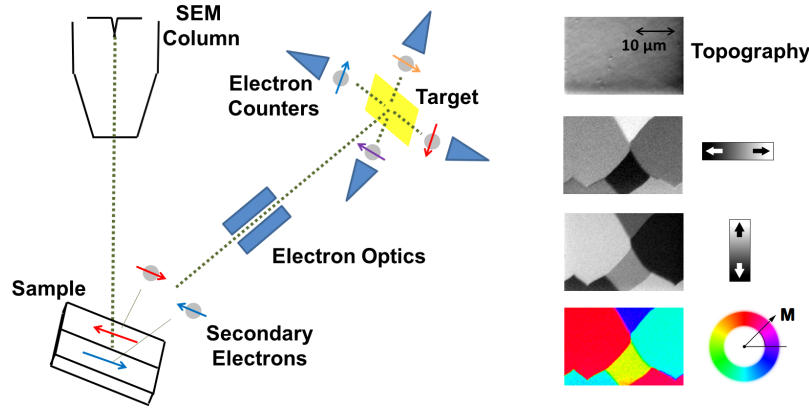 SEM
Column
Electron
Counters
Target
Electron Optics
Sample
Secondary
Electrons
10 µm
Topography
M